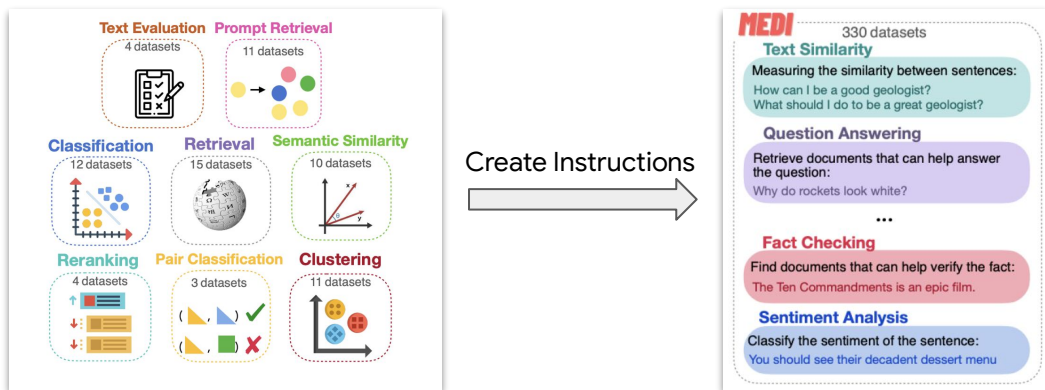 Text Evaluation
4 datasets
Prompt Retrieval
11 datasets
Classification
12 datasets
Retrieval
15 datasets
Semantic Similarity
10 datasets
x
θ
y
Reranking
4 datasets
Pair Classification
3 datasets
( , )
( , )
Clustering
11 datasets
Create Instructions
MEDI
330 datasets
Text Similarity
Measuring the similarity between sentences:
How can I be a good geologist?
What should I do to be a great geologist?
Question Answering
Retrieve documents that can help answer
the question:
Why do rockets look white?
...
Fact Checking
Find documents that can help verify the fact:
The Ten Commandments is an epic film.
Sentiment Analysis
Classify the sentiment of the sentence:
You should see their decadent dessert menu